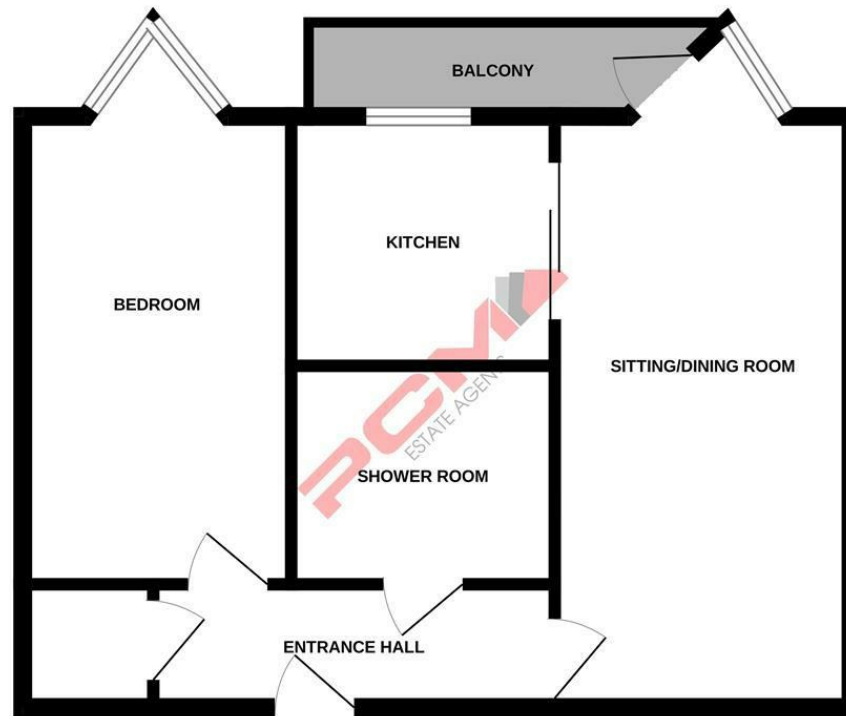 BALCONY
KITCHEN
BEDROOM
SITTING/DINING ROOM
PCM
ESTATE AGENTS
SHOWER ROOM
ENTRANCE HALL